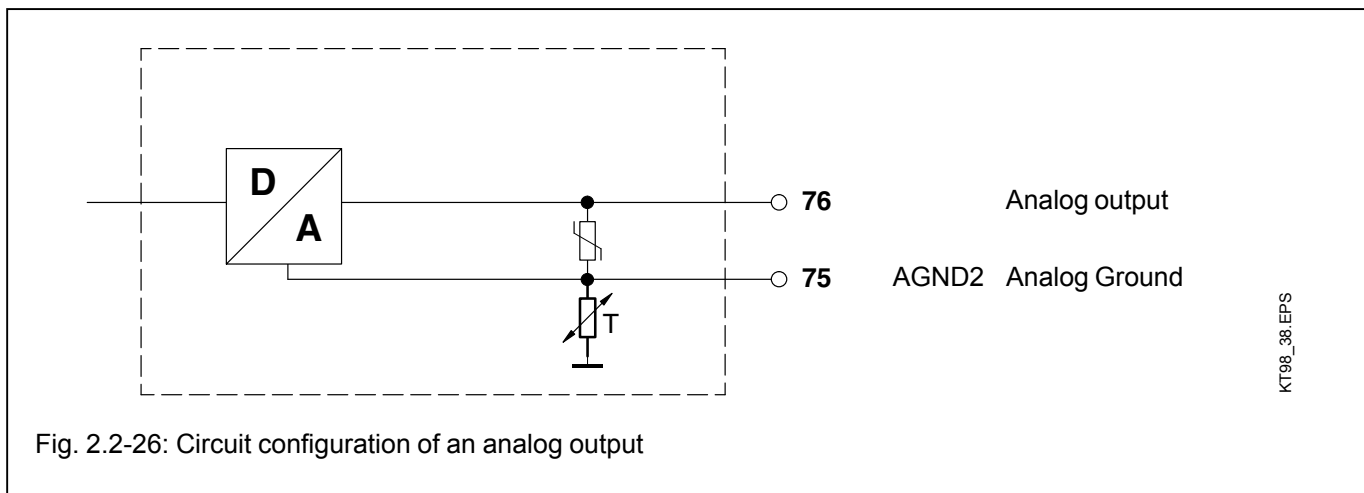 D
A
76 Analog output
75 AGND2 Analog Ground
T
KT98_38.EPS
Fig. 2.2-26: Circuit configuration of an analog output